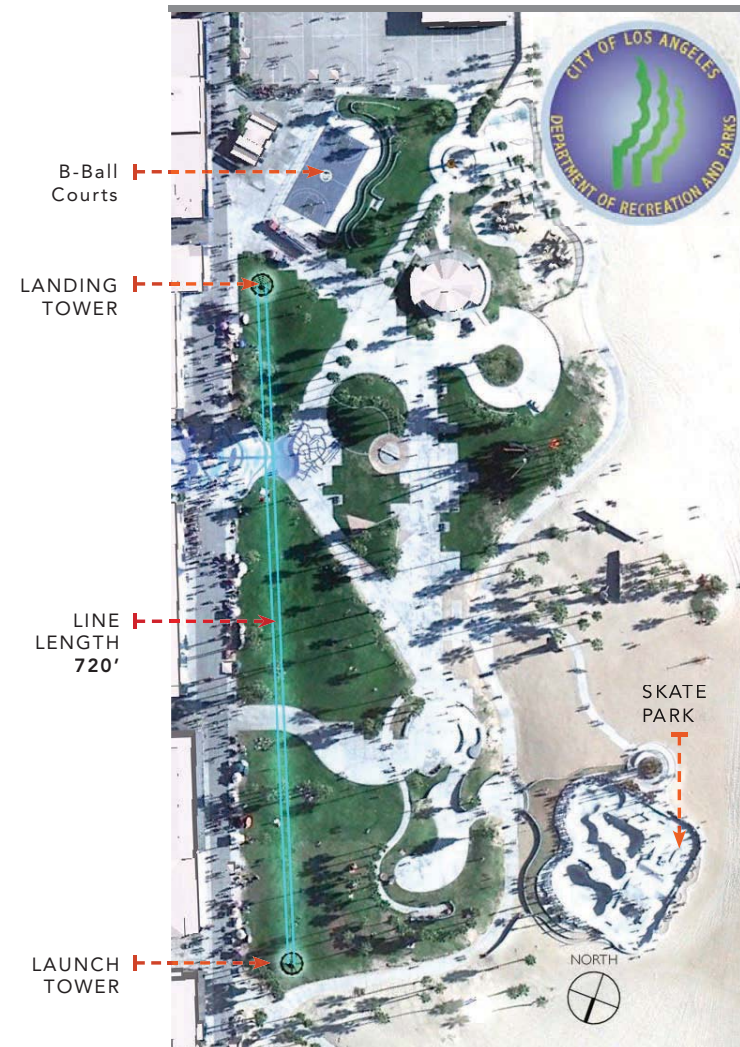 CITY OF LOS ANGELES
DEPARTMENT OF RECREATION AND PARKS
B-Ball
Courts
LANDING
TOWER
LINE
LENGTH
720’
SKATE
PARK
LAUNCH
TOWER
NORTH